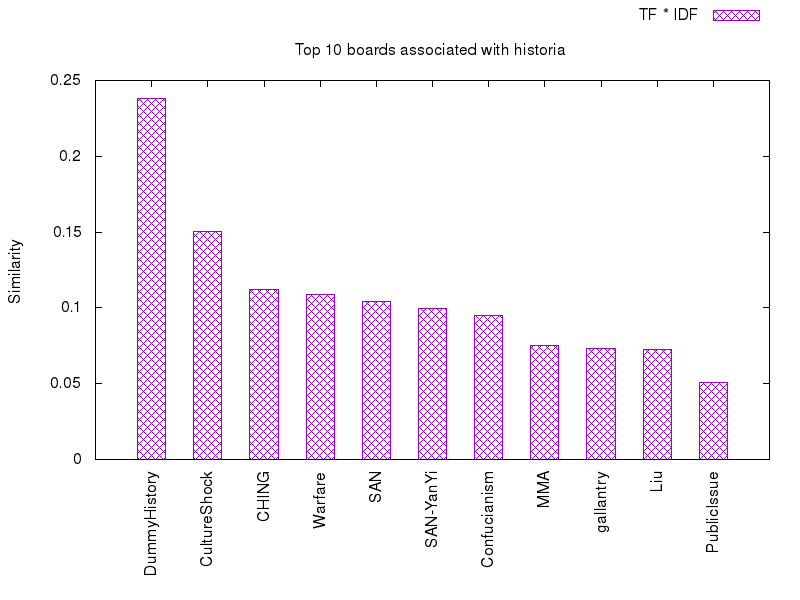 TF * IDF
Top 10 boards associated with historia
0.25
0.2
0.15
0.1
0.05
0
Similarity
DummyHistory
CultureShock
CHING
Warfare
SAN
SAN-YanYi
Confucianism
MMA
gallantry
Liu
PublicIssue